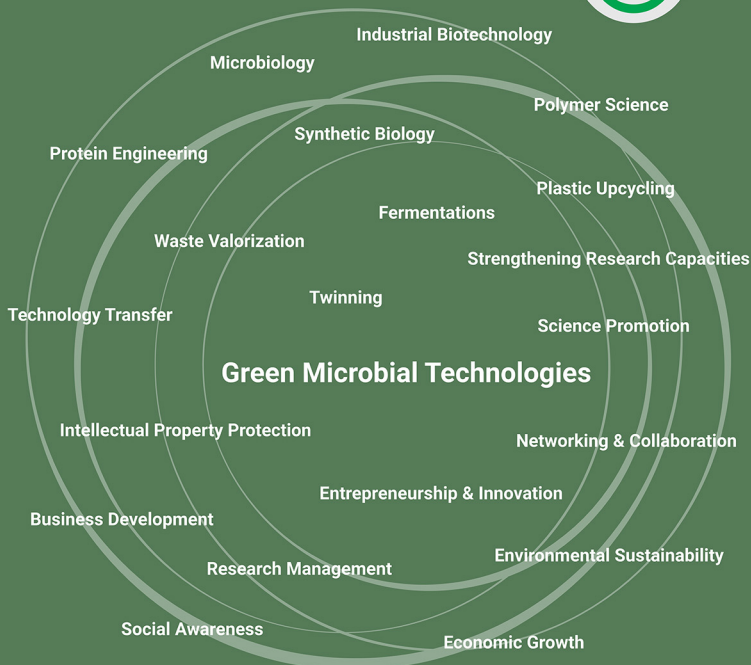 Industrial Biotechnology
Microbiology
Polymer Science
Synthetic Biology
Protein Engineering
Plastic Upcycling
Fermentations
Waste Valorization
Strengthening Research Capacities
Twinning
Technology Transfer
Science Promotion
Green Microbial Technologies
Intellectual Property Protection
Networking & Collaboration
Entrepreneurship & Innovation
Business Development
Environmental Sustainability
Research Management
Social Awareness
Economic Growth